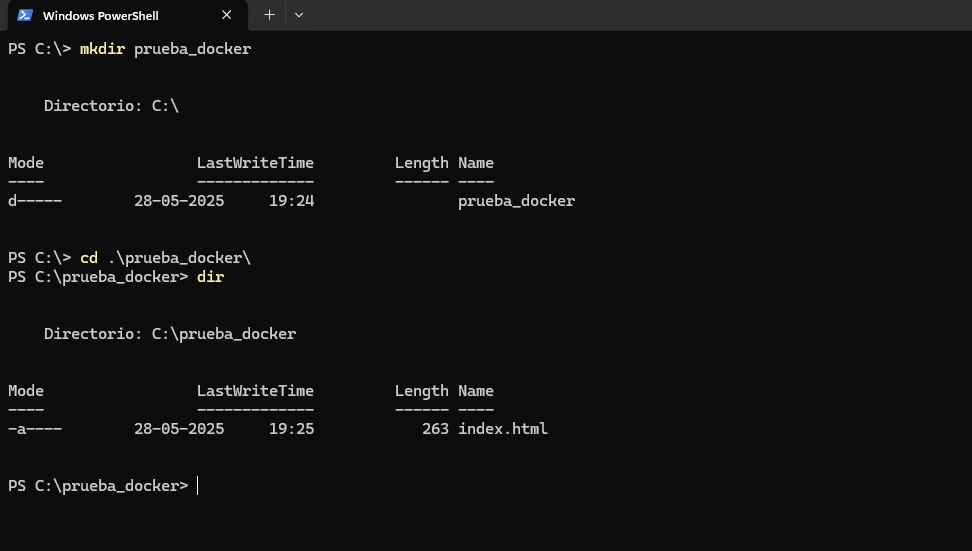 Windows PowerShell
PS C:\> mkdir prueba_docker
Directorio: C:\
Mode LastWriteTime Length Name
---- ------------- ------ ----
d----- 28-05-2025 19:24 prueba_docker
PS C:\> cd .\prueba_docker\
PS C:\prueba_docker> dir
Directorio: C:\prueba_docker
Mode LastWriteTime Length Name
---- ------------- ------ ----
-a---- 28-05-2025 19:25 263 index.html
PS C:\prueba_docker>